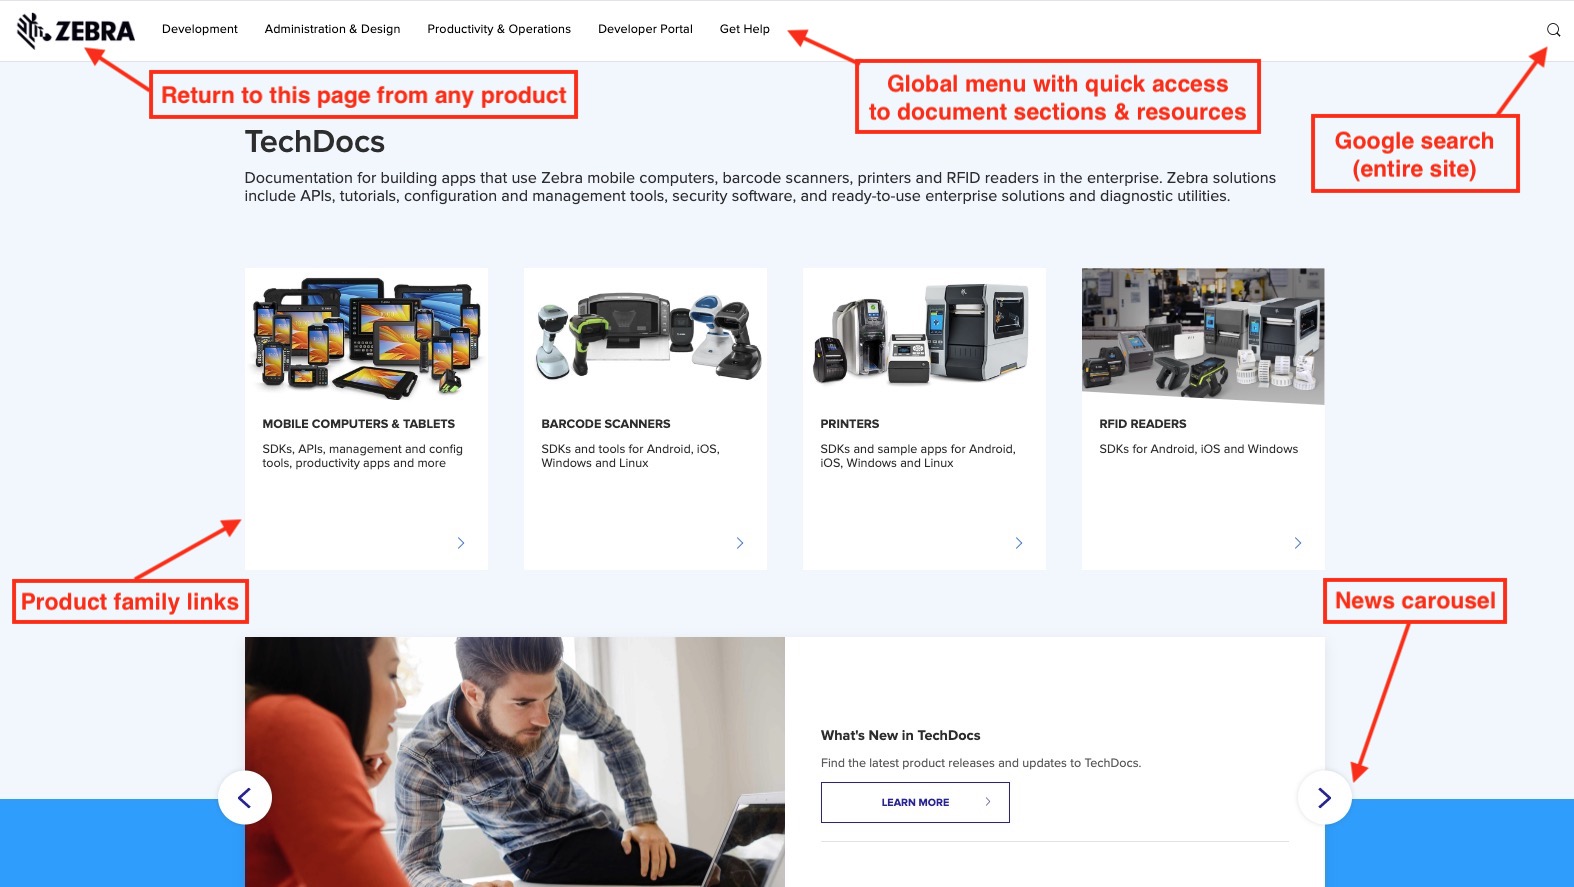 ZEBRA
Development
Administration & Design
Productivity & Operations
Developer Portal
Get Help
Return to this page from any product
Global menu with quick access
to document sections & resources
Google search
(entire site)
TechDocs
Documentation for building apps that use Zebra mobile computers, barcode scanners, printers and RFID readers in the enterprise. Zebra solutions
include APIs, tutorials, configuration and management tools, security software, and ready-to-use enterprise solutions and diagnostic utilities.
MOBILE COMPUTERS & TABLETS
SDKs, APIs, management and config
tools, productivity apps and more
BARCODE SCANNERS
SDKs and tools for Android, iOS,
Windows and Linux
PRINTERS
SDKs and sample apps for Android,
iOS, Windows and Linux
RFID READERS
SDKs for Android, iOS and Windows
Product family links
News carousel
What's New in TechDocs
Find the latest product releases and updates to TechDocs.
LEARN MORE